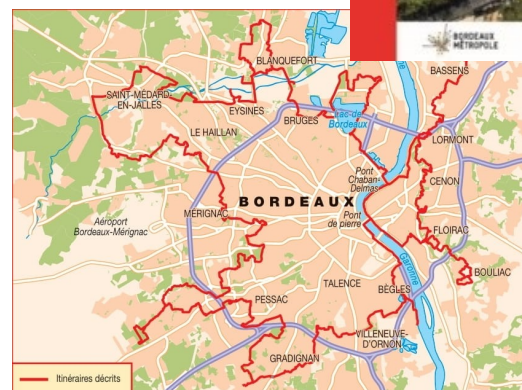 BORDEAUX
MÉTROPOLE
BLANQUEFORT
BASSENS
SAINT-MÉDARD-
EN-JALLES
EYSINES
BRUGES
Lac de
Bordeaux
LE HAILLAN
LORMONT
Pont
Chaban-
Delmas
CENON
BORDEAUX
MÉRIGNAC
Pont
de pierre
Aéroport
Bordeaux-Mérignac
FLOIRAC
BOULIAC
Garonne
TALENCE
BÈGLES
PESSAC
VILLENEUVE-
D'ORNON
GRADIGNAN
Itinéraires décrits